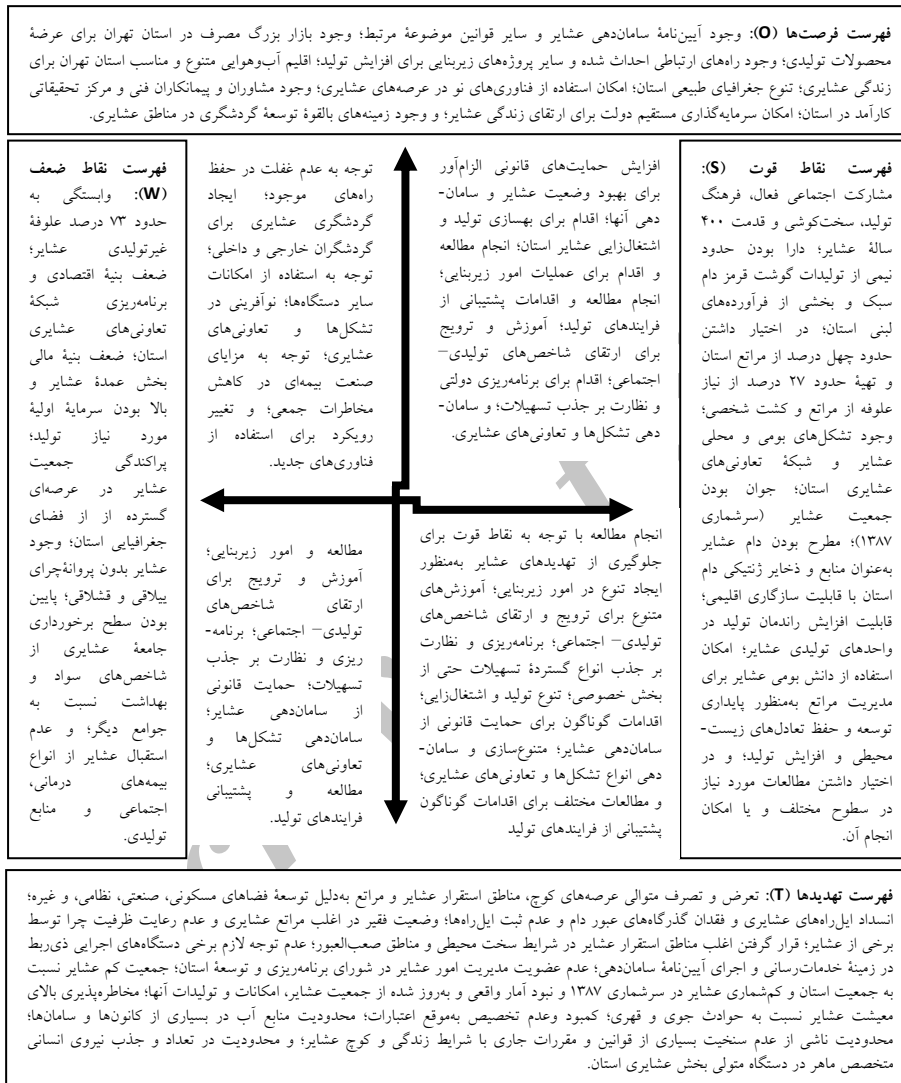 فهرست فرصت‌ها (O): وجود آیین‌نامهٔ سامان‌دهی عشایر و سایر قوانین موضوعهٔ مرتبط؛ وجود بازار بزرگ مصرف در استان تهران برای عرضهٔ
محصولات تولیدی؛ وجود راه‌های ارتباطی احداث شده و سایر پروژه‌های زیربنایی برای افزایش تولید؛ اقلیم آب‌وهوایی متنوع و مناسب استان تهران برای
زندگی عشایری؛ تنوع جغرافیای طبیعی استان؛ امکان استفاده از فناوری‌های نو در عرصه‌های عشایری؛ وجود مشاوران و پیمانکاران فنی و مرکز تحقیقاتی
کارآمد در استان؛ امکان سرمایه‌گذاری مستقیم دولت برای ارتقای زندگی عشایر؛ و وجود زمینه‌های بالقوهٔ توسعهٔ گردشگری در مناطق عشایری.
فهرست نقاط قوت (S):
مشارکت اجتماعی فعال، فرهنگ
تولید، سخت‌کوشی و قدمت ۴۰۰
سالهٔ عشایر؛ دارا بودن حدود
نیمی از تولیدات گوشت قرمز دام
سبک و بخشی از فرآورده‌های
لبنی استان؛ در اختیار داشتن
حدود چهل درصد از مراتع استان
و تهیهٔ حدود ۲۷ درصد از نیاز
علوفه از مراتع و کشت شخصی؛
وجود تشکل‌های بومی و محلی
عشایر و شبکهٔ تعاونی‌های
عشایری استان؛ جوان بودن
جمعیت عشایر (سرشماری
۱۳۸۷)؛ مطرح بودن دام عشایر
به‌عنوان منابع و ذخایر ژنتیکی دام
استان با قابلیت سازگاری اقلیمی؛
قابلیت افزایش راندمان تولید در
واحدهای تولیدی عشایر؛ امکان
استفاده از دانش بومی عشایر برای
مدیریت مراتع به‌منظور پایداری
توسعه و حفظ تعادل‌های زیست-
محیطی و افزایش تولید؛ و در
اختیار داشتن مطالعات مورد نیاز
در سطوح مختلف و یا امکان
انجام آن.
افزایش حمایت‌های قانونی الزام‌آور
برای بهبود وضعیت عشایر و سامان-
دهی آنها؛ اقدام برای بهسازی تولید و
اشتغال‌زایی عشایر استان؛ انجام مطالعه
و اقدام برای عملیات امور زیربنایی؛
انجام مطالعه و اقدامات پشتیبانی از
فرایندهای تولید؛ آموزش و ترویج
برای ارتقای شاخص‌های تولیدی–
اجتماعی؛ اقدام برای برنامه‌ریزی دولتی
و نظارت بر جذب تسهیلات؛ و سامان-
دهی تشکل‌ها و تعاونی‌های عشایری.
توجه به عدم غفلت در حفظ
راه‌های موجود؛ ایجاد
گردشگری عشایری برای
گردشگران خارجی و داخلی؛
توجه به استفاده از امکانات
سایر دستگاه‌ها؛ نوآفرینی در
تشکل‌ها و تعاونی‌های
عشایری؛ توجه به مزایای
صنعت بیمه‌ای در کاهش
مخاطرات جمعی؛ و تغییر
رویکرد برای استفاده از
فناوری‌های جدید.
فهرست نقاط ضعف
(W): وابستگی به
حدود ۷۳ درصد علوفهٔ
غیرتولیدی عشایر؛
ضعف بنیهٔ اقتصادی و
برنامه‌ریزی شبکهٔ
تعاونی‌های عشایری
استان؛ ضعف بنیهٔ مالی
بخش عمدهٔ عشایر و
بالا بودن سرمایهٔ اولیهٔ
مورد نیاز تولید؛
پراکندگی جمعیت
عشایر در عرصه‌ای
گسترده از از فضای
جغرافیایی استان؛ وجود
عشایر بدون پروانهٔ‌چرای
ییلاقی و قشلاقی؛ پایین
بودن سطح برخورداری
جامعهٔ عشایری از
شاخص‌های سواد و
بهداشت نسبت به
جوامع دیگر؛ و عدم
استقبال عشایر از انواع
بیمه‌های درمانی،
اجتماعی و منابع
تولیدی.
انجام مطالعه با توجه به نقاط قوت برای
جلوگیری از تهدیدهای عشایر به‌منظور
ایجاد تنوع در امور زیربنایی؛ آموزش‌های
متنوع برای ترویج و ارتقای شاخص‌های
تولیدی– اجتماعی؛ برنامه‌ریزی و نظارت
بر جذب انواع گستردهٔ تسهیلات حتی از
بخش خصوصی؛ تنوع تولید و اشتغال‌زایی؛
اقدامات گوناگون برای حمایت قانونی از
سامان‌دهی عشایر؛ متنوع‌سازی و سامان-
دهی انواع تشکل‌ها و تعاونی‌های عشایری؛
و مطالعات مختلف برای اقدامات گوناگون
پشتیبانی از فرایندهای تولید
مطالعه و امور زیربنایی؛
آموزش و ترویج برای
ارتقای شاخص‌های
تولیدی– اجتماعی؛ برنامه-
ریزی و نظارت بر جذب
تسهیلات؛ حمایت قانونی
از سامان‌دهی عشایر؛
سامان‌دهی تشکل‌ها و
تعاونی‌های عشایری؛
مطالعه و پشتیبانی
فرایندهای تولید.
فهرست تهدیدها (T): تعرض و تصرف متوالی عرصه‌های کوچ، مناطق استقرار عشایر و مراتع به‌دلیل توسعهٔ فضاهای مسکونی، صنعتی، نظامی، و غیره؛
انسداد ایل‌راه‌های عشایری و فقدان گذرگاه‌های عبور دام و عدم ثبت ایل‌راه‌ها؛ وضعیت فقیر در اغلب مراتع عشایری و عدم رعایت ظرفیت چرا توسط
برخی از عشایر؛ قرار گرفتن اغلب مناطق استقرار عشایر در شرایط سخت محیطی و مناطق صعب‌العبور؛ عدم توجه لازم برخی دستگاه‌های اجرایی ذی‌ربط
در زمینهٔ خدمات‌رسانی و اجرای آیین‌نامهٔ سامان‌دهی؛ عدم عضویت مدیریت امور عشایر در شورای برنامه‌ریزی و توسعهٔ استان؛ جمعیت کم عشایر نسبت
به جمعیت استان و کم‌شماری عشایر در سرشماری ۱۳۸۷ و نبود آمار واقعی و به‌روز شده از جمعیت عشایر، امکانات و تولیدات آنها؛ مخاطره‌پذیری بالای
معیشت عشایر نسبت به حوادث جوی و قهری؛ کمبود وعدم تخصیص به‌موقع اعتبارات؛ محدودیت منابع آب در بسیاری از کانون‌ها و سامان‌ها؛
محدودیت ناشی از عدم سنخیت بسیاری از قوانین و مقررات جاری با شرایط زندگی و کوچ عشایر؛ و محدودیت در تعداد و جذب نیروی انسانی
متخصص ماهر در دستگاه متولی بخش عشایری استان.